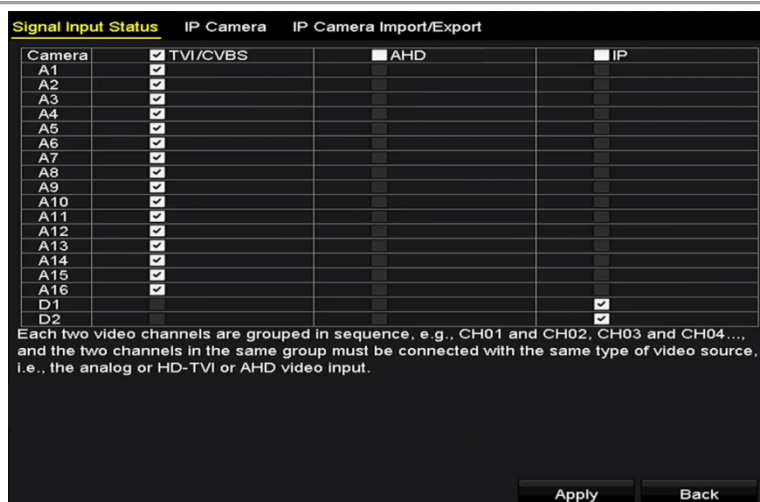 Signal Input Status IP Camera IP Camera Import/Export
Camera TVI/CVBS AHD IP
A1
A2
A3
A4
A5
A6
A7
A8
A9
A10
A11
A12
A13
A14
A15
A16
D1
D2
Each two video channels are grouped in sequence, e.g., CH01 and CH02, CH03 and CH04...,
and the two channels in the same group must be connected with the same type of video source,
i.e., the analog or HD-TVI or AHD video input.
Apply Back